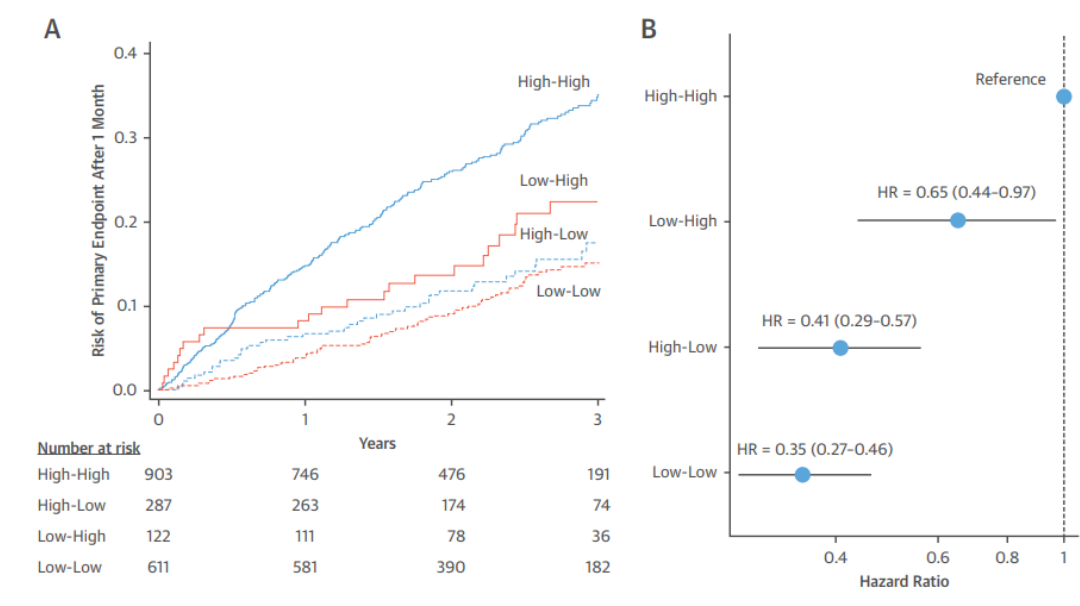 A
Risk of Primary Endpoint After 1 Month
0.4
0.3
0.2
0.1
0.0
High-High
Low-High
High-Low
Low-Low
0 1 2 3
Years
Number at risk
High-High 903 746 476 191
High-Low 287 263 174 74
Low-High 122 111 78 36
Low-Low 611 581 390 182
B
Reference
High-High
HR = 0.65 (0.44–0.97)
Low-High
HR = 0.41 (0.29–0.57)
High-Low
HR = 0.35 (0.27–0.46)
Low-Low
0.4 0.6 0.8 1
Hazard Ratio